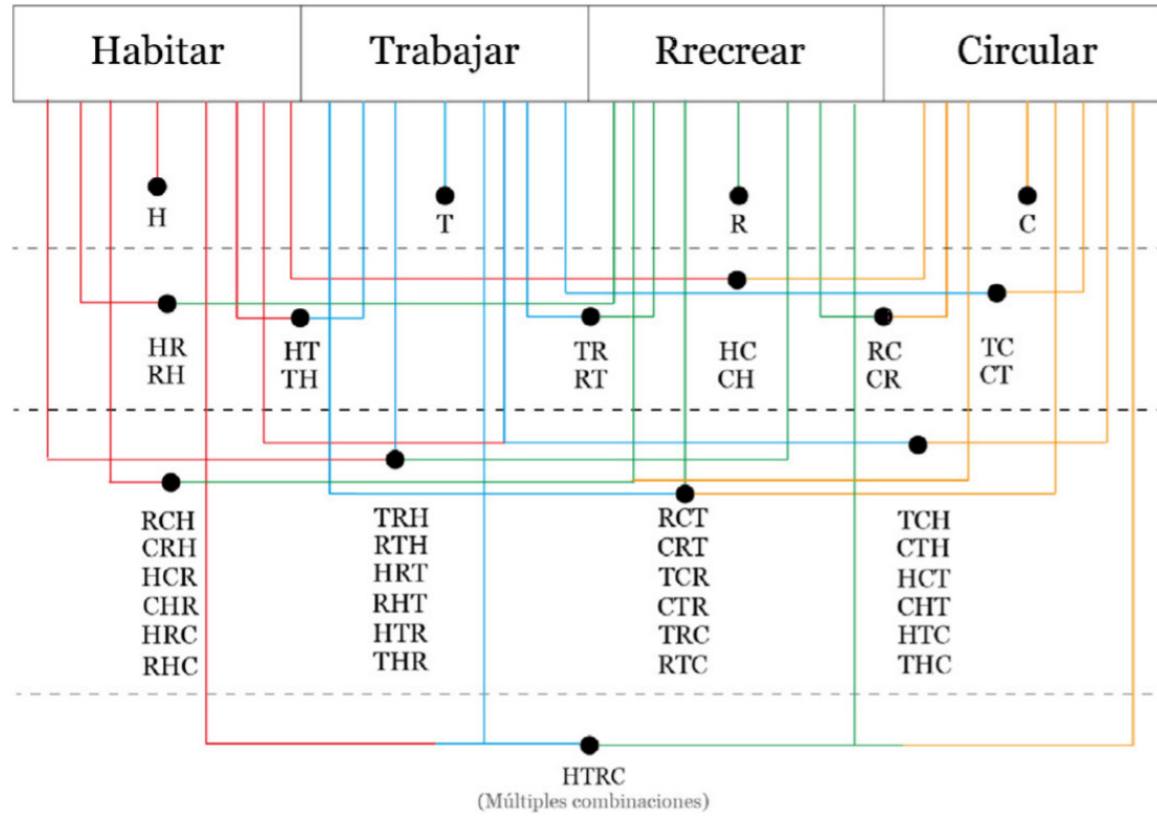 Habitar Trabajar Rrecrear Circular
H T R C
HR HT TR HC RC TC
RH TH RT CH CR CT
RCH TRH RCT TCH
CRH RTH CRT CTH
HCR HRT TCR HCT
CHR RHT CTR CHT
HRC HTR TRC HTC
RHC THR RTC THC
HTRC
(Múltiples combinaciones)